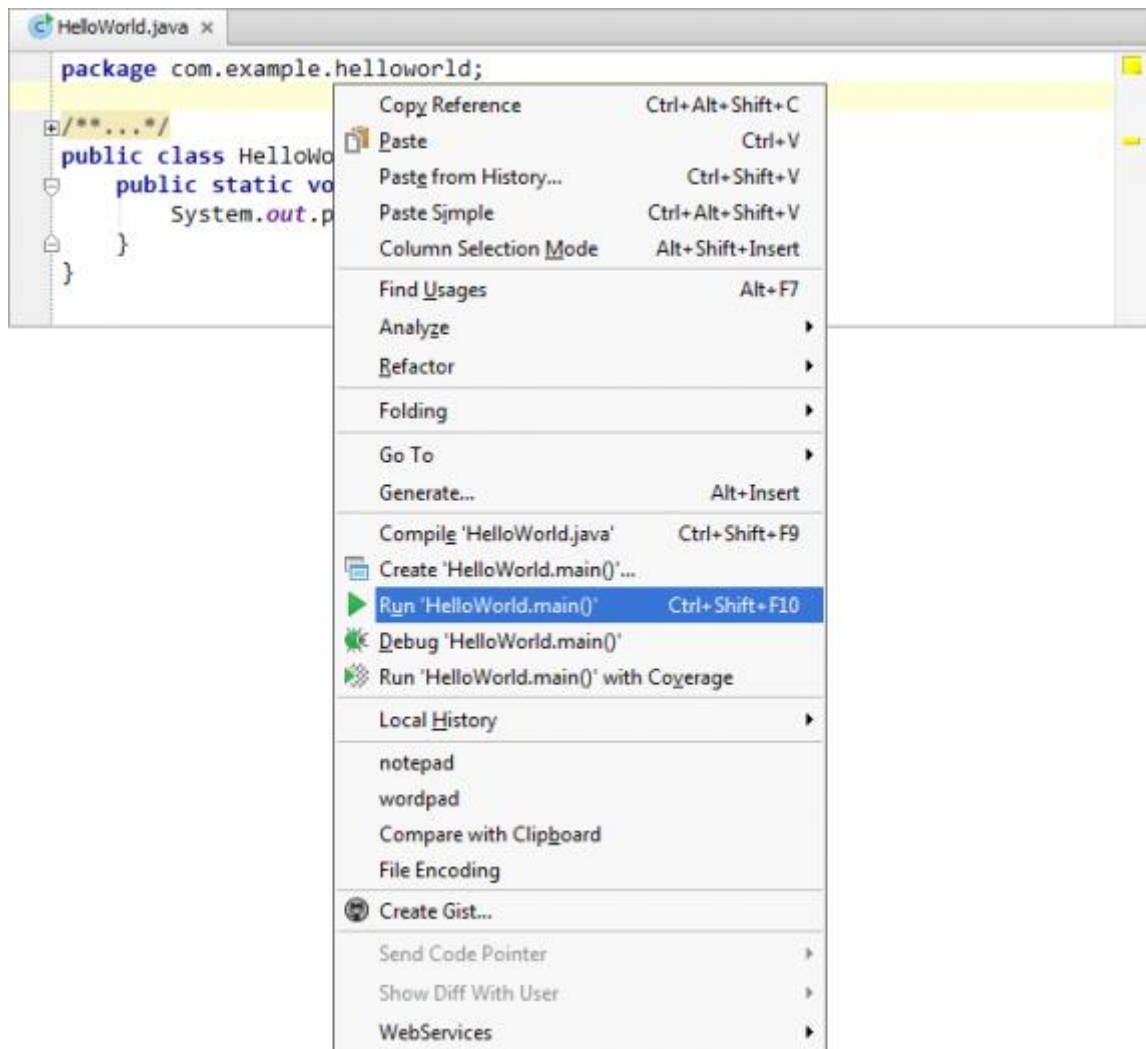 HelloWorld.java
package com.example.helloworld;
/**...*/
public class HelloWo
public static vo
System.out.p
}
}
Copy Reference Ctrl+Alt+Shift+C
Paste Ctrl+V
Paste from History... Ctrl+Shift+V
Paste Simple Ctrl+Alt+Shift+V
Column Selection Mode Alt+Shift+Insert
Find Usages Alt+F7
Analyze
Refactor
Folding
Go To
Generate... Alt+Insert
Compile 'HelloWorld.java' Ctrl+Shift+F9
Create 'HelloWorld.main()'...
Run 'HelloWorld.main()' Ctrl+Shift+F10
Debug 'HelloWorld.main()'
Run 'HelloWorld.main()' with Coverage
Local History
notepad
wordpad
Compare with Clipboard
File Encoding
Create Gist...
Send Code Pointer
Show Diff With User
WebServices